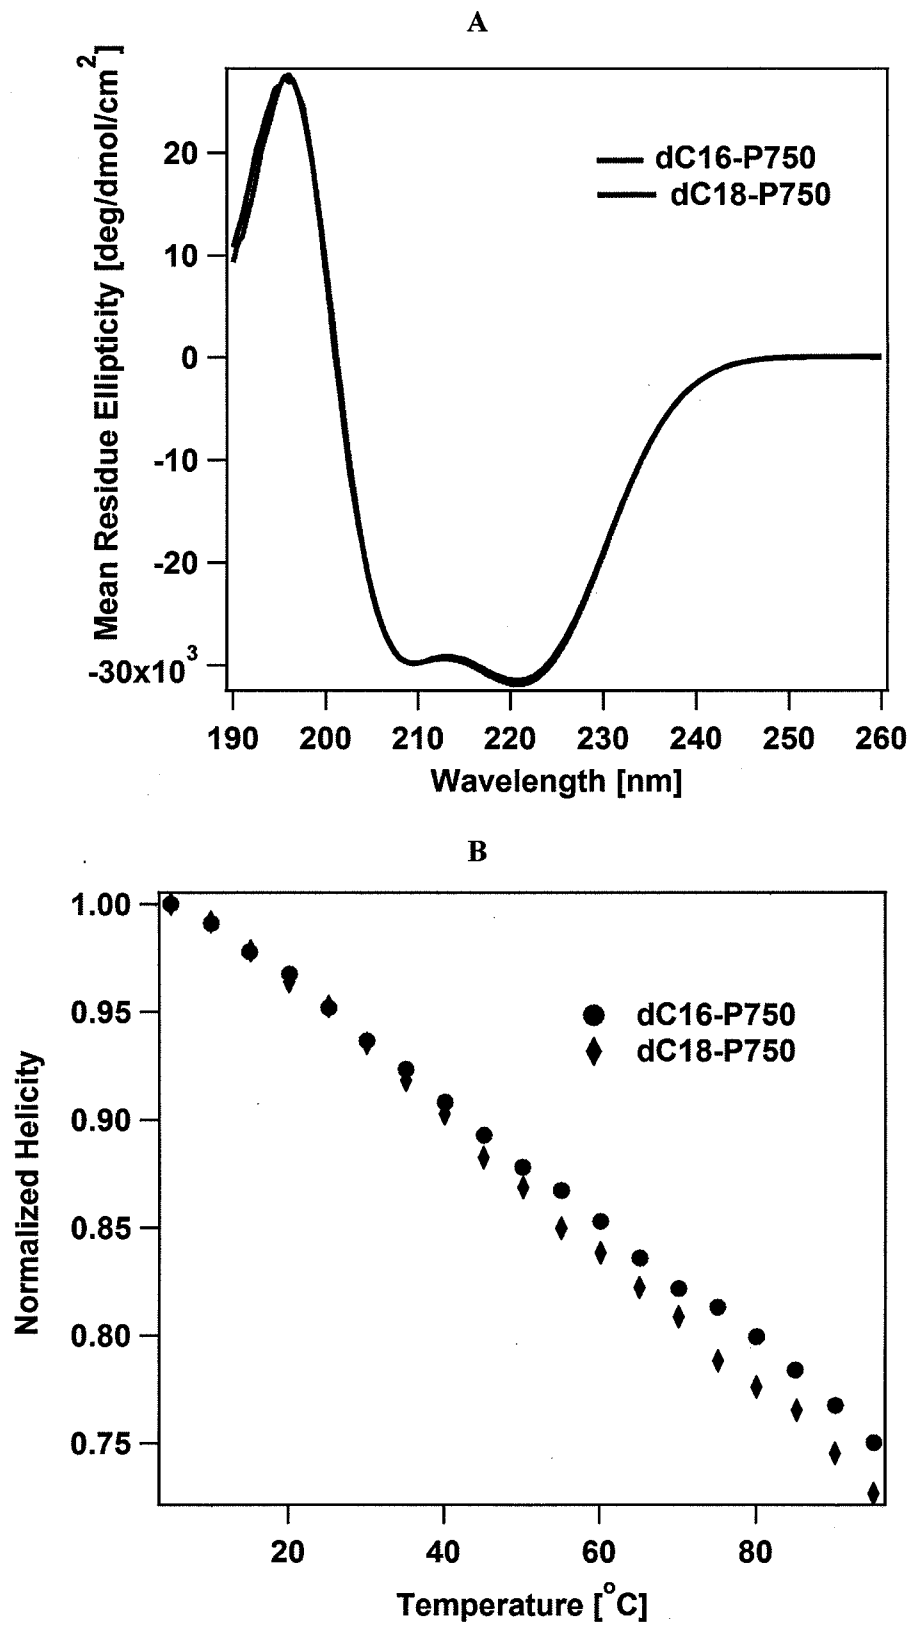 A
Mean Residue Ellipticity [deg/dmol/cm²]
20
10
0
-10
-20
-30x10³
dC16-P750
dC18-P750
190 200 210 220 230 240 250 260
Wavelength [nm]
B
Normalized Helicity
1.00
0.95
0.90
0.85
0.80
0.75
dC16-P750
dC18-P750
20 40 60 80
Temperature [°C]